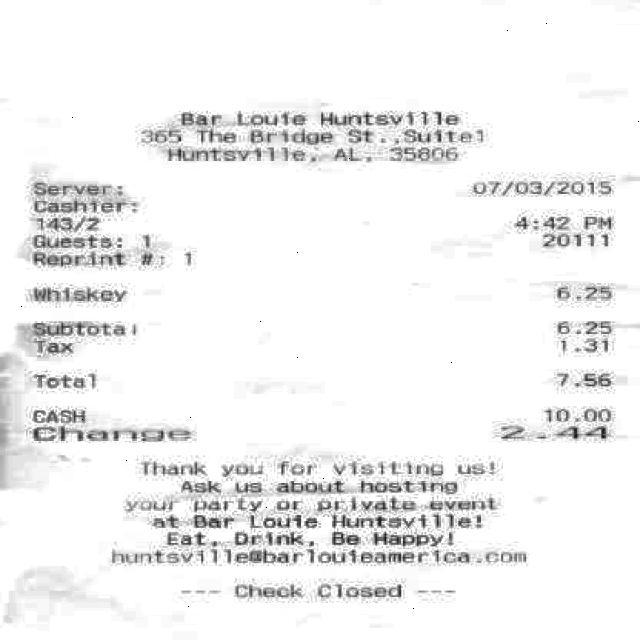 Bar Louie Huntsville
365 The Bridge St.,Suite1
Huntsville, AL, 35806
Server: 07/03/2015
Cashier:
143/2 4:42 PM
Guests: 1 20111
Reprint #: 1
Whiskey 6.25
Subtotal 6.25
Tax 1.31
Total 7.56
CASH 10.00
Change 2.44
Thank you for visiting us!
Ask us about hosting
your party or private event
at Bar Louie Huntsville!
Eat, Drink, Be Happy!
huntsville@barlouieamerica.com
--- Check Closed ---